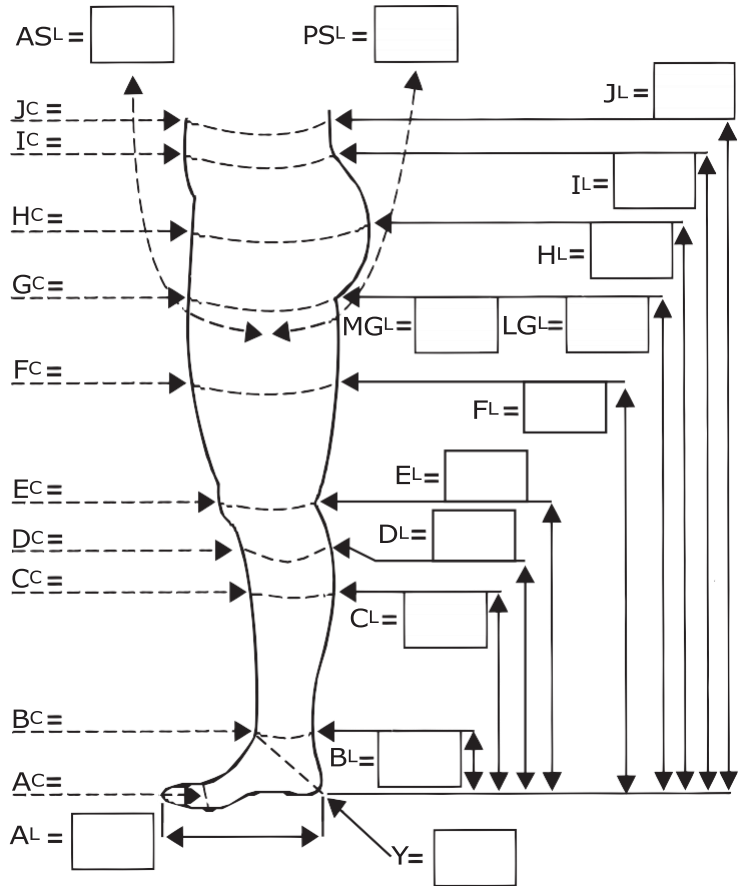 ASL =
PSL =
JL =
JC =
IC =
IL =
HC =
HL =
GC =
MGL =
LGL =
FC =
FL =
EL =
EC =
DL =
DC =
CC =
CL =
BC =
BL =
AC =
AL =
Y =